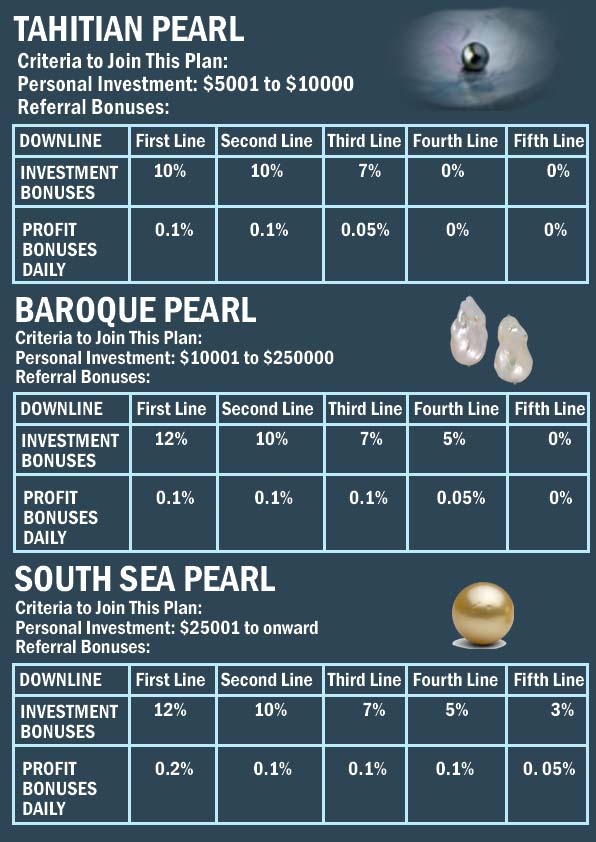 TAHITIAN PEARL
Criteria to Join This Plan:
Personal Investment: $5001 to $10000
Referral Bonuses:
DOWNLINE First Line Second Line Third Line Fourth Line Fifth Line
INVESTMENT BONUSES 10% 10% 7% 0% 0%
PROFIT BONUSES DAILY 0.1% 0.1% 0.05% 0% 0%
BAROQUE PEARL
Criteria to Join This Plan:
Personal Investment: $10001 to $250000
Referral Bonuses:
DOWNLINE First Line Second Line Third Line Fourth Line Fifth Line
INVESTMENT BONUSES 12% 10% 7% 5% 0%
PROFIT BONUSES DAILY 0.1% 0.1% 0.1% 0.05% 0%
SOUTH SEA PEARL
Criteria to Join This Plan:
Personal Investment: $25001 to onward
Referral Bonuses:
DOWNLINE First Line Second Line Third Line Fourth Line Fifth Line
INVESTMENT BONUSES 12% 10% 7% 5% 3%
PROFIT BONUSES DAILY 0.2% 0.1% 0.1% 0.1% 0. 05%